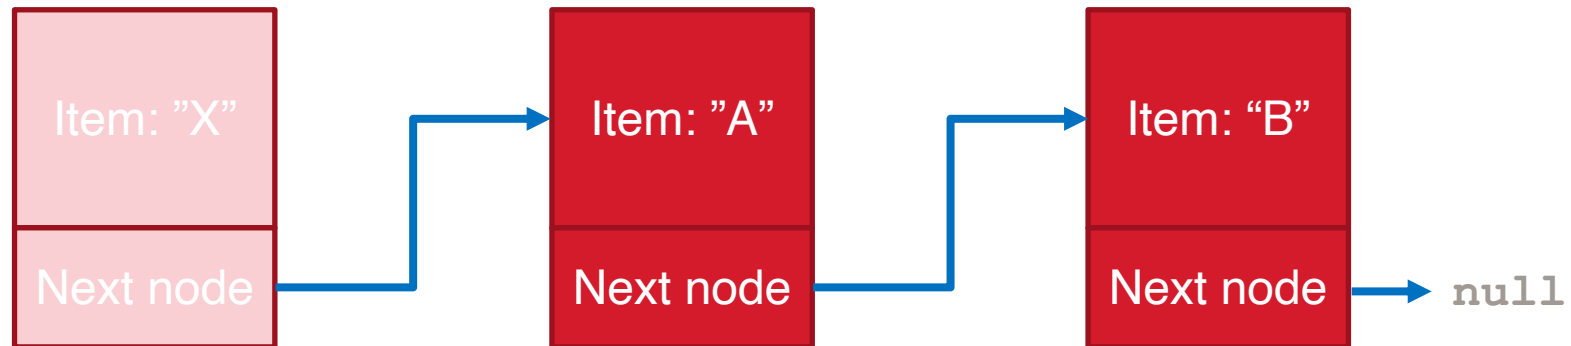 Item: ”X”
Item: ”A”
Item: “B”
Next node
Next node
Next node
null